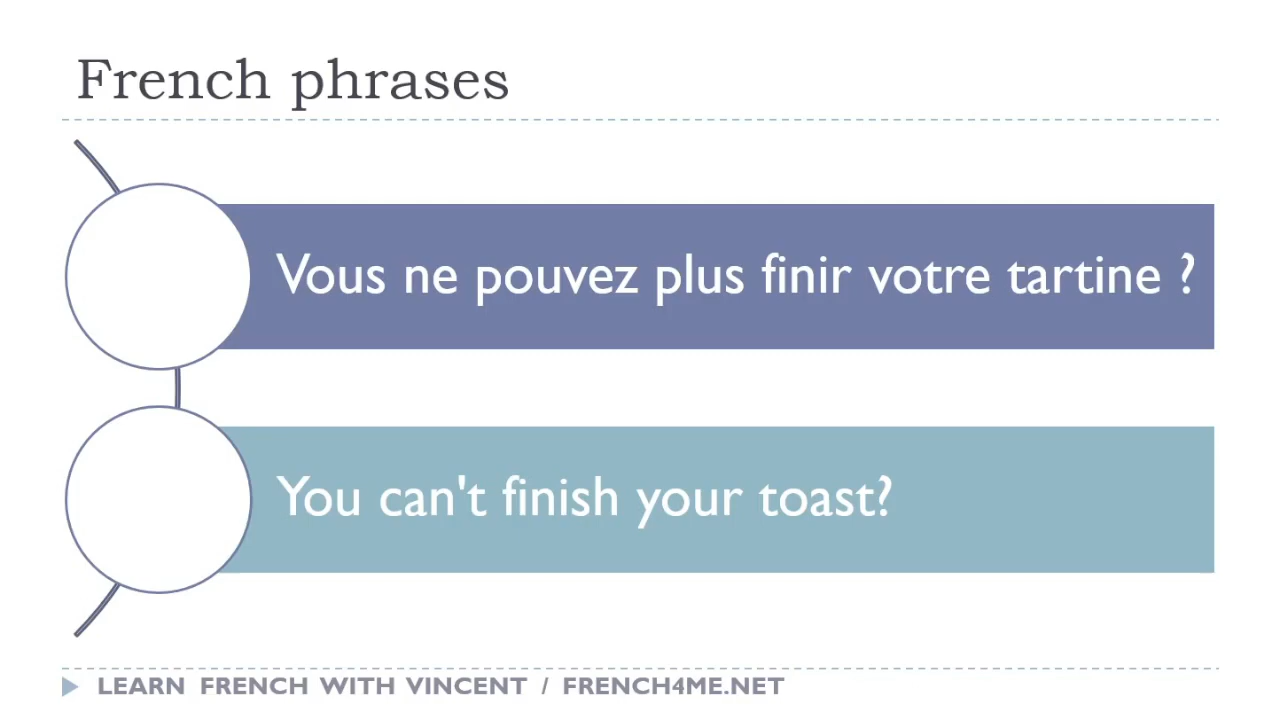 French phrases
Vous ne pouvez plus finir votre tartine ?
You can't finish your toast?
LEARN FRENCH WITH VINCENT / FRENCH4ME.NET